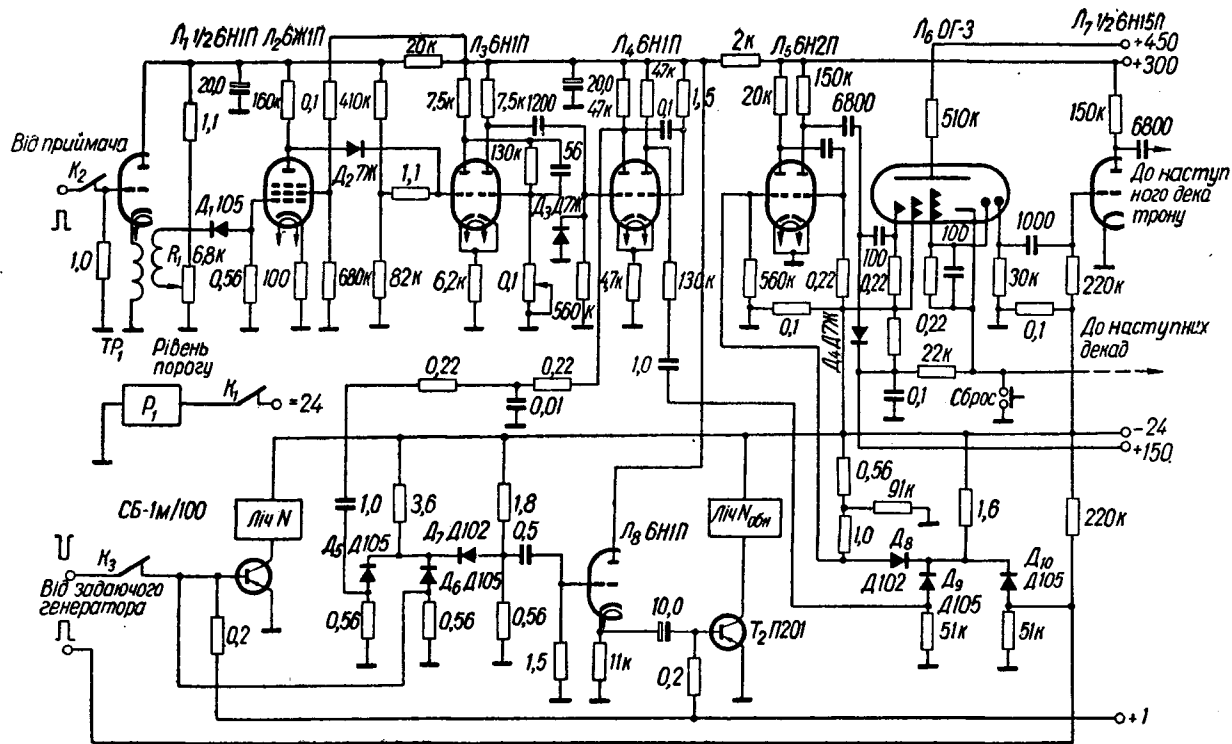 Л₁ ½6Н1П Л₂ 6Ж1П
Л₃ 6Н1П
Л₄ 6Н1П
Л₅ 6Н2П
Л₆ ОГ-3
Л₇ ½6Н15П
20к
2к
+450
+300
20,0
160к
0,1
410к
7,5к
7,5к
1200
20,0
47к
47к
0,1
1,5
20к
150к
6800
510к
150к
6800
1,1
Від приймача
К₂
Д₂ 7Ж
130к
56
До наступ
ного дека
трону
Д₁ 105
1,1
Д₃ Д7Ж
1,0
R₁
6,8к
0,56
100
680к
82к
6,2к
0,1
560к
4,7к
130к
560к
0,22
100
0,22
100
1000
30к
220к
0,1
0,22
0,1
ТР₁
Рівень
порогу
До наступних
декад
Д₄ Д7Ж
22к
0,1
Сброс
0,22
0,22
0,01
1,0
Р₁
К₁
=24
-24
+150
СБ-1м/100
Ліч N
1,0
3,6
1,8
Ліч Nобн
0,56
91к
1,6
220к
1,0
Д₇ Д102
0,5
Л₈ 6Н1П
Д₅ Д105
Д₆ Д105
Д₈
Д102
Д₉
Д105
Д₁₀
Д105
К₃
Від задаючого
генератора
0,2
0,56
0,56
0,56
1,5
11к
10,0
0,2
Т₂ П201
51к
51к
+1